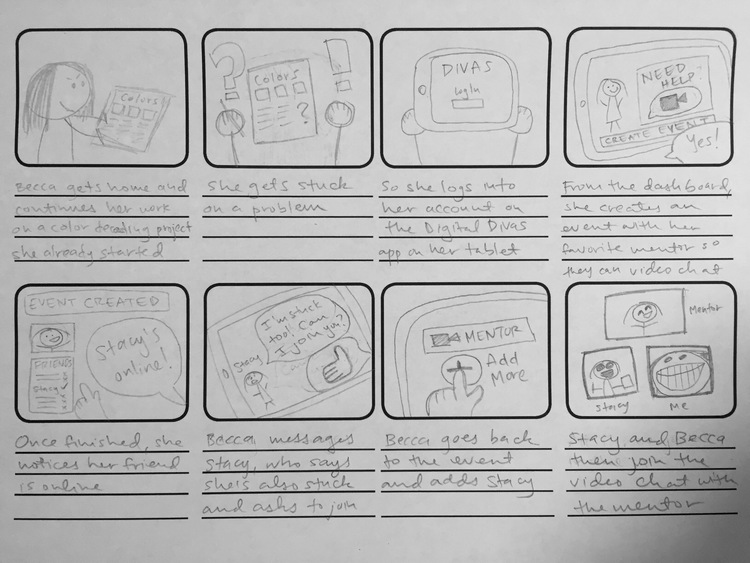 Colors
?
!
Colors
?
DIVAS
login
NEED
HELP?
CREATE EVENT
Yes!
Becca gets home and
continues her work
on a color decoding project
she already started
She gets stuck
on a problem
So she logs into
her account on
the Digital Divas
app on her tablet
From the dashboard,
she creates an
event with her
favorite mentor so
they can video chat
EVENT CREATED
FRIENDS
Stacy
Stacy's
online!
Stacy
I'm stuck
too! Can
I join you?
MENTOR
Add
More
Mentor
Stacy
Me
Once finished, she
notices her friend
is online
Becca messages
Stacy, who says
she's also stuck
and asks to join
Becca goes back
to the event
and adds Stacy
Stacy and Becca
then join the
video chat with
the mentor